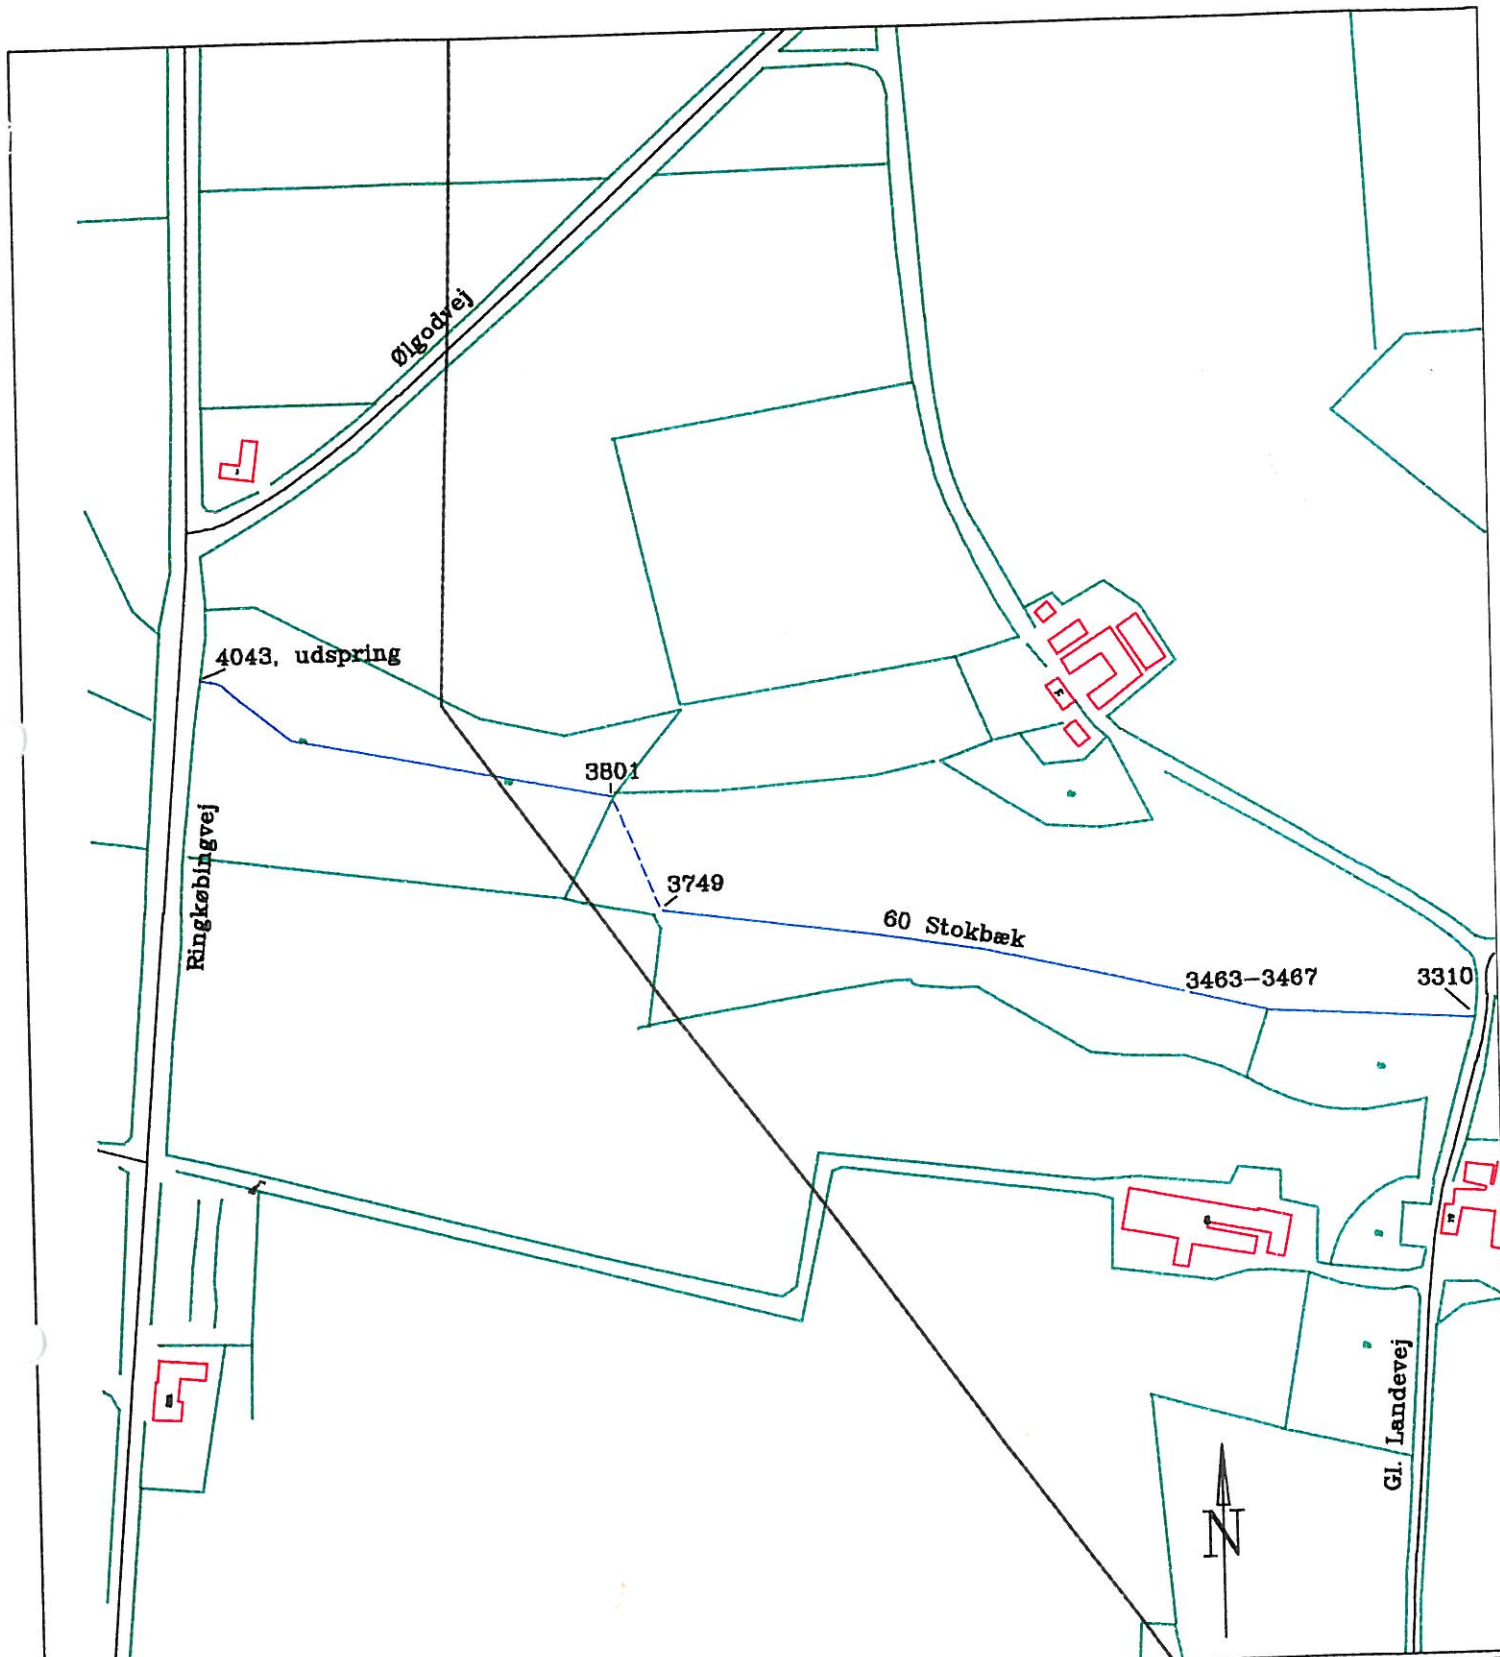 Ølgodvej
4043, udspring
3801
Ringkøbingvej
3749
60 Stokbæk
3463-3467
3310
Gl. Landevej
N